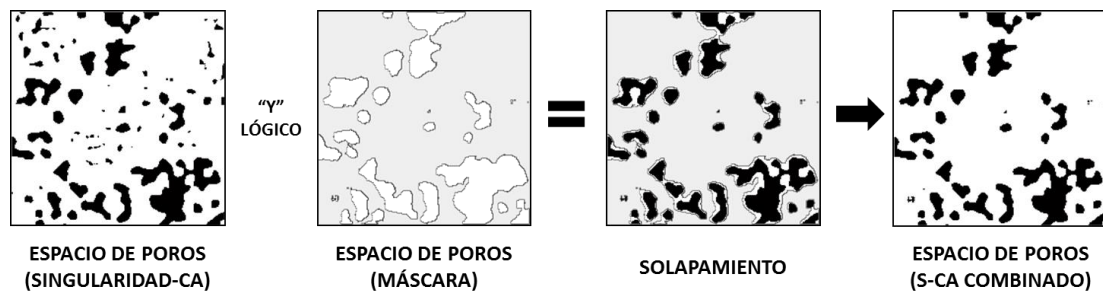 "Y"
LÓGICO
ESPACIO DE POROS
(SINGULARIDAD-CA)
ESPACIO DE POROS
(MÁSCARA)
SOLAPAMIENTO
ESPACIO DE POROS
(S-CA COMBINADO)